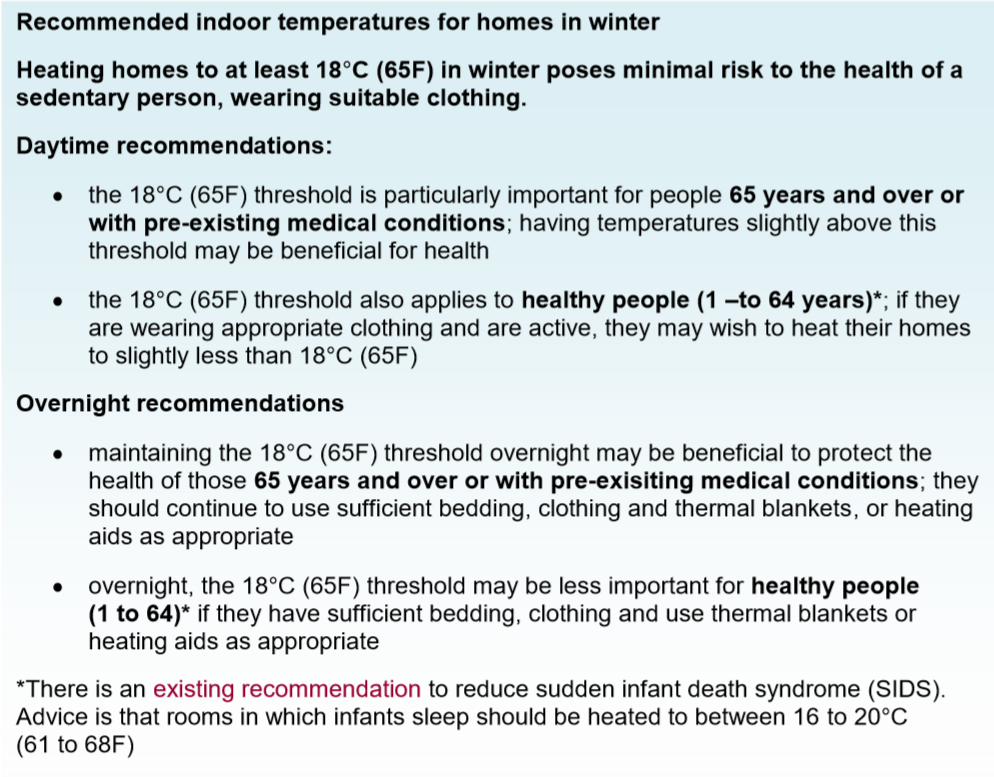 Recommended indoor temperatures for homes in winter
Heating homes to at least 18°C (65F) in winter poses minimal risk to the health of a
sedentary person, wearing suitable clothing.
Daytime recommendations:
• the 18°C (65F) threshold is particularly important for people 65 years and over or
with pre-existing medical conditions; having temperatures slightly above this
threshold may be beneficial for health
• the 18°C (65F) threshold also applies to healthy people (1 –to 64 years)*; if they
are wearing appropriate clothing and are active, they may wish to heat their homes
to slightly less than 18°C (65F)
Overnight recommendations
• maintaining the 18°C (65F) threshold overnight may be beneficial to protect the
health of those 65 years and over or with pre-exisiting medical conditions; they
should continue to use sufficient bedding, clothing and thermal blankets, or heating
aids as appropriate
• overnight, the 18°C (65F) threshold may be less important for healthy people
(1 to 64)* if they have sufficient bedding, clothing and use thermal blankets or
heating aids as appropriate
*There is an existing recommendation to reduce sudden infant death syndrome (SIDS).
Advice is that rooms in which infants sleep should be heated to between 16 to 20°C
(61 to 68F)